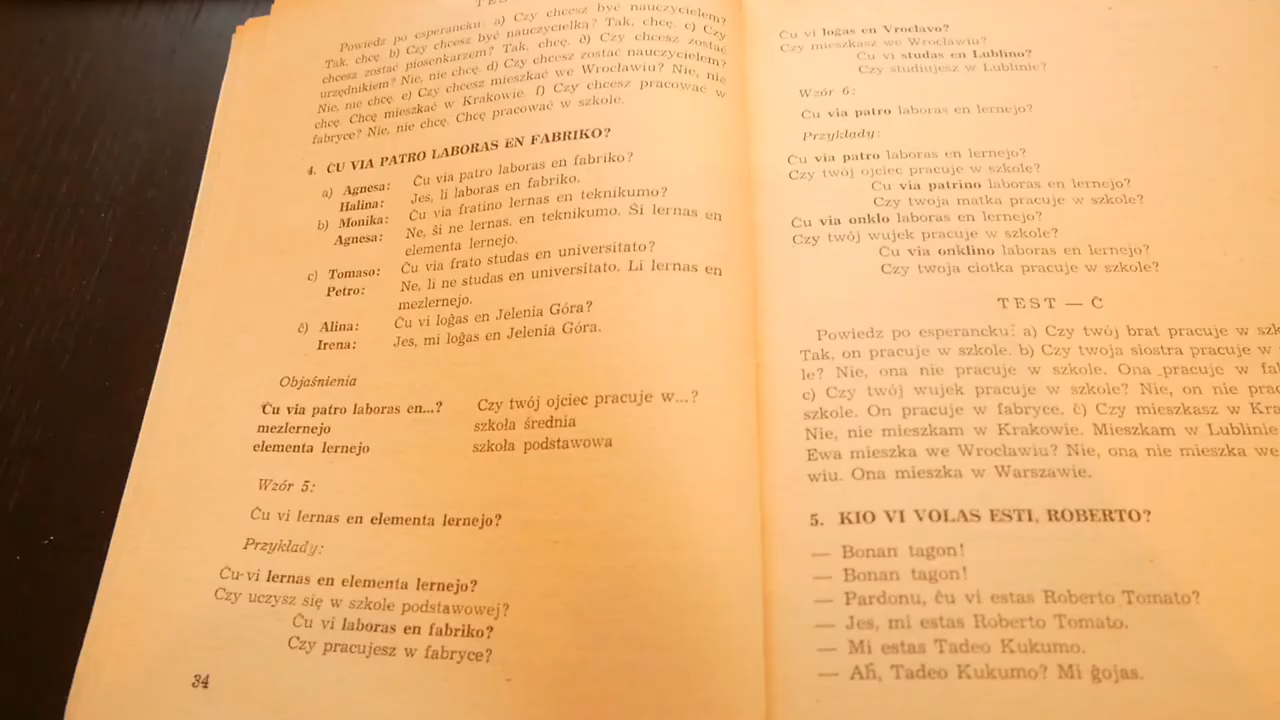 Powiedz po esperancku: a) Czy chcesz być nauczycielem?
Tak, chcę. b) Czy chcesz być nauczycielką? Tak, chcę. c) Czy
chcesz zostać piosenkarzem? Tak, chcę. ĉ) Czy chcesz zostać
urzędnikiem? Nie, nie chcę. d) Czy chcesz zostać nauczycielem?
Nie, nie chcę. e) Czy chcesz mieszkać we Wrocławiu? Nie, nie
chcę. Chcę mieszkać w Krakowie. f) Czy chcesz pracować w
fabryce? Nie, nie chcę. Chcę pracować w szkole.
4. ĈU VIA PATRO LABORAS EN FABRIKO?
a) Agnesa: Ĉu via patro laboras en fabriko?
Halina: Jes, li laboras en fabriko.
b) Monika: Ĉu via fratino lernas en teknikumo?
Agnesa: Ne, ŝi ne lernas, en teknikumo. Ŝi lernas en
elementa lernejo.
c) Tomaso: Ĉu via frato studas en universitato?
Petro: Ne, li ne studas en universitato. Li lernas en
mezlernejo.
ĉ) Alina: Ĉu vi loĝas en Jelenia Góra?
Irena: Jes, mi loĝas en Jelenia Góra.
Objaśnienia
Ĉu via patro laboras en...? Czy twój ojciec pracuje w...?
mezlernejo szkoła średnia
elementa lernejo szkoła podstawowa
Wzór 5:
Ĉu vi lernas en elementa lernejo?
Przykłady:
Ĉu vi lernas en elementa lernejo?
Czy uczysz się w szkole podstawowej?
Ĉu vi laboras en fabriko?
Czy pracujesz w fabryce?
34
Ĉu vi loĝas en Vroclavo?
Czy mieszkasz we Wrocławiu?
Ĉu vi studas en Lublino?
Czy studiujesz w Lublinie?
Wzór 6:
Ĉu via patro laboras en lernejo?
Przykłady:
Ĉu via patro laboras en lernejo?
Czy twój ojciec pracuje w szkole?
Ĉu via patrino laboras en lernejo?
Czy twoja matka pracuje w szkole?
Ĉu via onklo laboras en lernejo?
Czy twój wujek pracuje w szkole?
Ĉu via onklino laboras en lernejo?
Czy twoja ciotka pracuje w szkole?
TEST — Ĉ
Powiedz po esperancku: a) Czy twój brat pracuje w szk
Tak, on pracuje w szkole. b) Czy twoja siostra pracuje w
le? Nie, ona nie pracuje w szkole. Ona pracuje w fa
c) Czy twój wujek pracuje w szkole? Nie, on nie prac
szkole. On pracuje w fabryce. ĉ) Czy mieszkasz w Kra
Nie, nie mieszkam w Krakowie. Mieszkam w Lublinie
Ewa mieszka we Wrocławiu? Nie, ona nie mieszka we
wiu. Ona mieszka w Warszawie.
5. KIO VI VOLAS ESTI, ROBERTO?
— Bonan tagon!
— Bonan tagon!
— Pardonu, ĉu vi estas Roberto Tomato?
— Jes, mi estas Roberto Tomato.
— Mi estas Tadeo Kukumo.
— Aĥ, Tadeo Kukumo? Mi ĝojas.